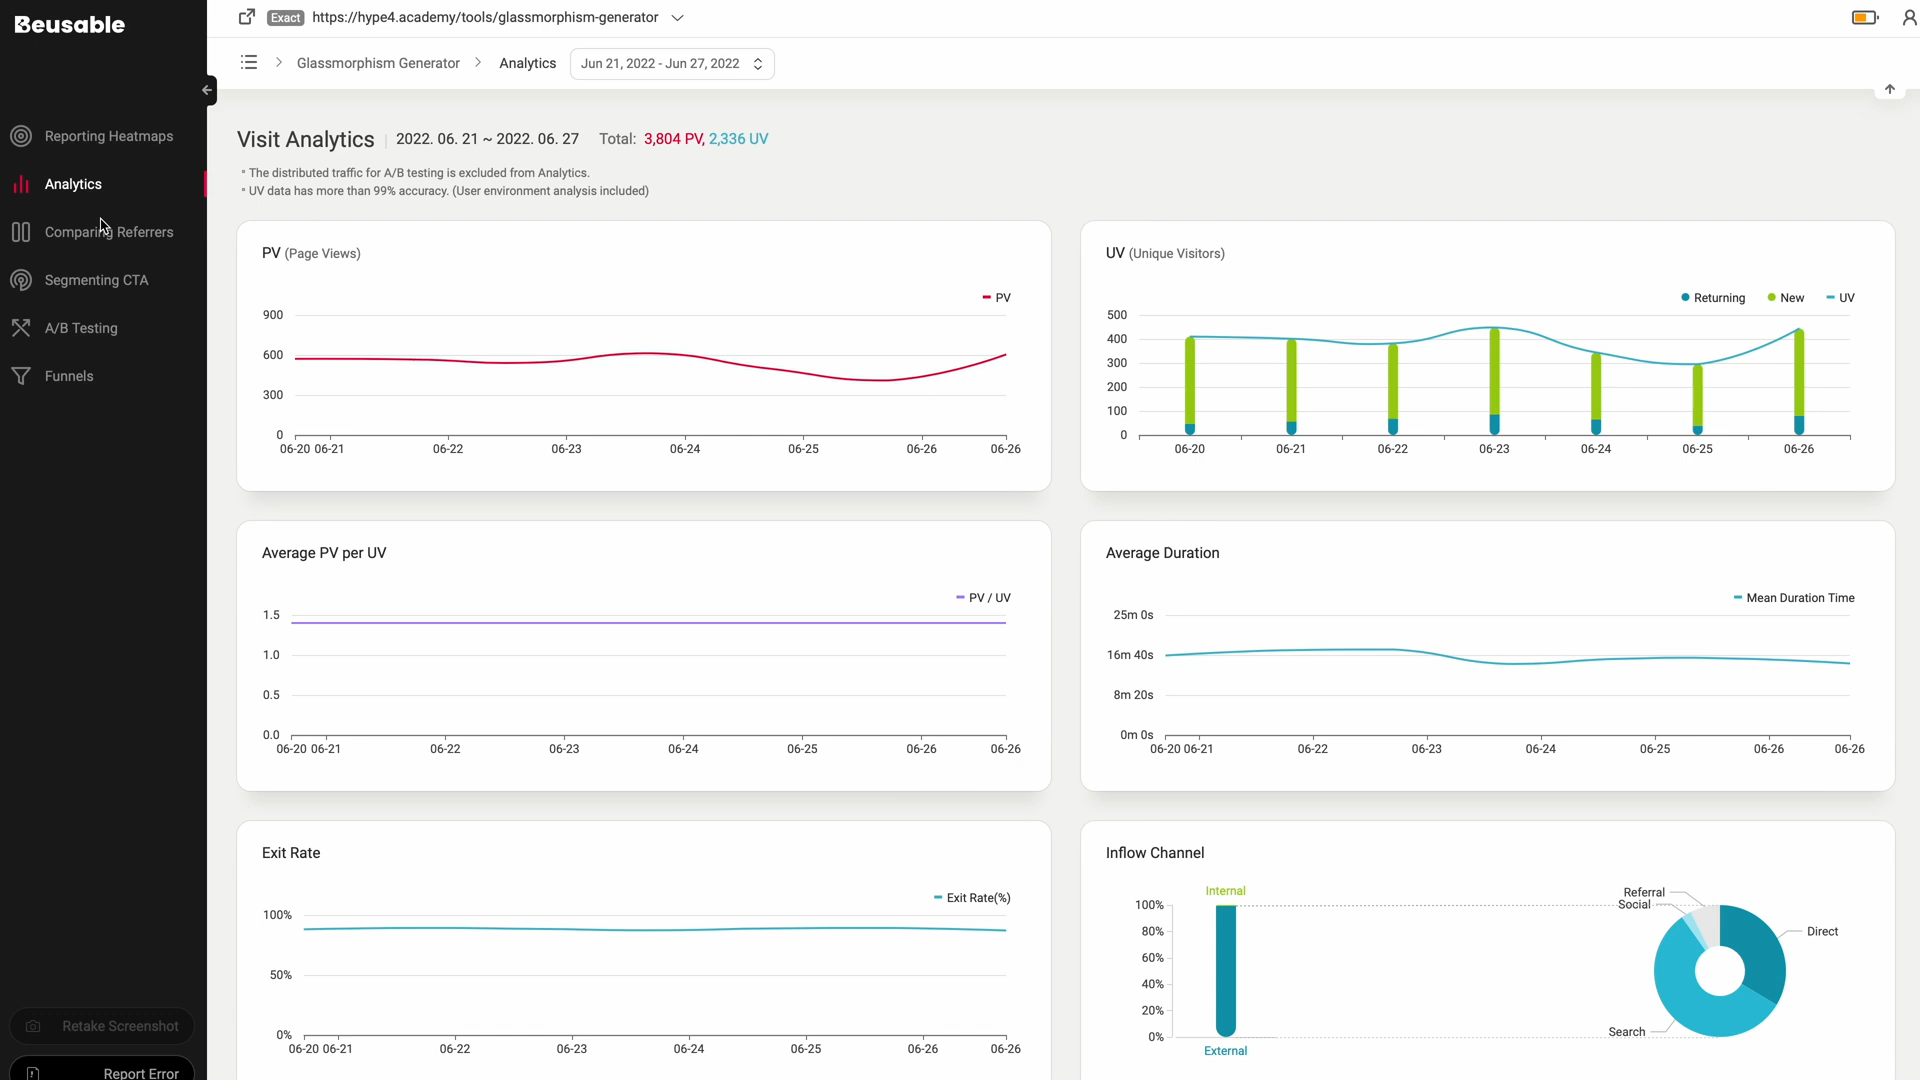 Beusable
Exact https://hype4.academy/tools/glassmorphism-generator
Glassmorphism Generator > Analytics Jun 21, 2022 - Jun 27, 2022
Reporting Heatmaps
Analytics
Comparing Referrers
Segmenting CTA
A/B Testing
Funnels
Retake Screenshot
Report Error
Visit Analytics 2022. 06. 21 ~ 2022. 06. 27 Total: 3,804 PV, 2,336 UV
* The distributed traffic for A/B testing is excluded from Analytics.
* UV data has more than 99% accuracy. (User environment analysis included)
PV (Page Views)
PV
900
600
300
0
06-20 06-21 06-22 06-23 06-24 06-25 06-26 06-26
UV (Unique Visitors)
Returning New UV
500
400
300
200
100
0
06-20 06-21 06-22 06-23 06-24 06-25 06-26
Average PV per UV
PV / UV
1.5
1.0
0.5
0.0
06-20 06-21 06-22 06-23 06-24 06-25 06-26 06-26
Average Duration
Mean Duration Time
25m 0s
16m 40s
8m 20s
0m 0s
06-20 06-21 06-22 06-23 06-24 06-25 06-26 06-26
Exit Rate
Exit Rate(%)
100%
50%
0%
06-20 06-21 06-22 06-23 06-24 06-25 06-26 06-26
Inflow Channel
Internal
100%
80%
60%
40%
20%
0%
External
Referral
Social
Direct
Search